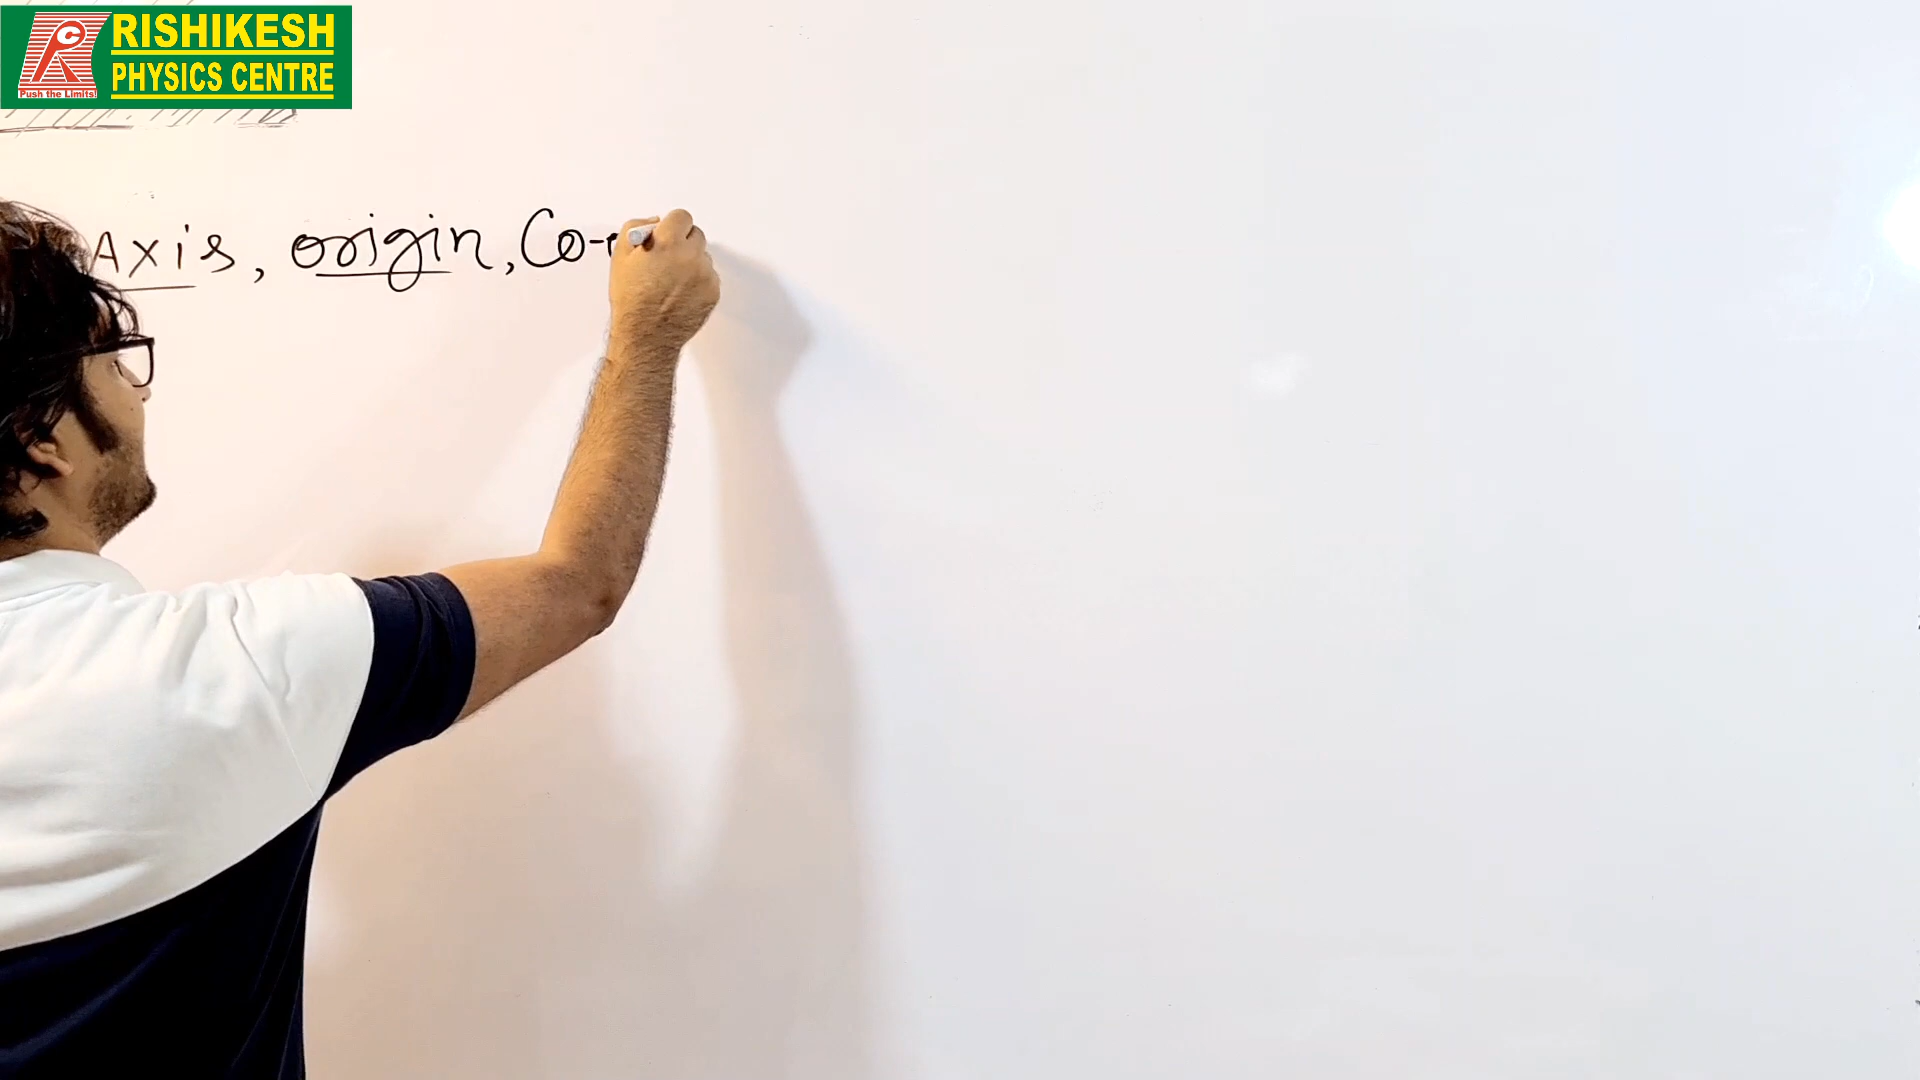 RISHIKESH
PHYSICS CENTRE
Push the Limits!
Axis, origin, Co-